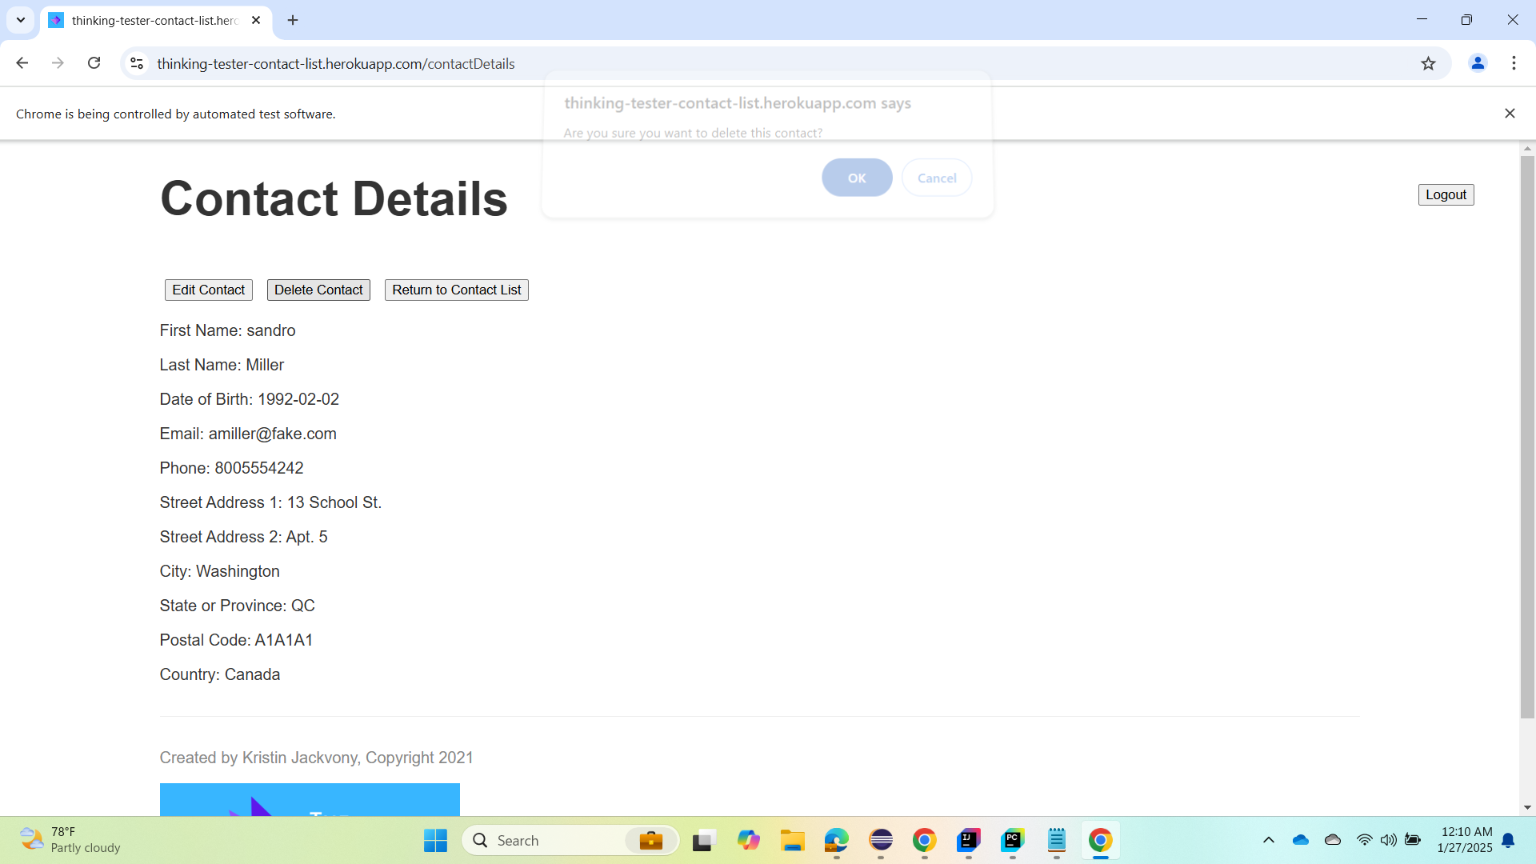 thinking-tester-contact-list.herc
thinking-tester-contact-list.herokuapp.com/contactDetails
thinking-tester-contact-list.herokuapp.com says
Chrome is being controlled by automated test software.
Are you sure you want to delete this contact?
OK
Cancel
Contact Details
Logout
Edit Contact
Delete Contact
Return to Contact List
First Name: sandro
Last Name: Miller
Date of Birth: 1992-02-02
Email: amiller@fake.com
Phone: 8005554242
Street Address 1: 13 School St.
Street Address 2: Apt. 5
City: Washington
State or Province: QC
Postal Code: A1A1A1
Country: Canada
Created by Kristin Jackvony, Copyright 2021
78°F
Partly cloudy
Search
IJ
PC
12:10 AM
1/27/2025